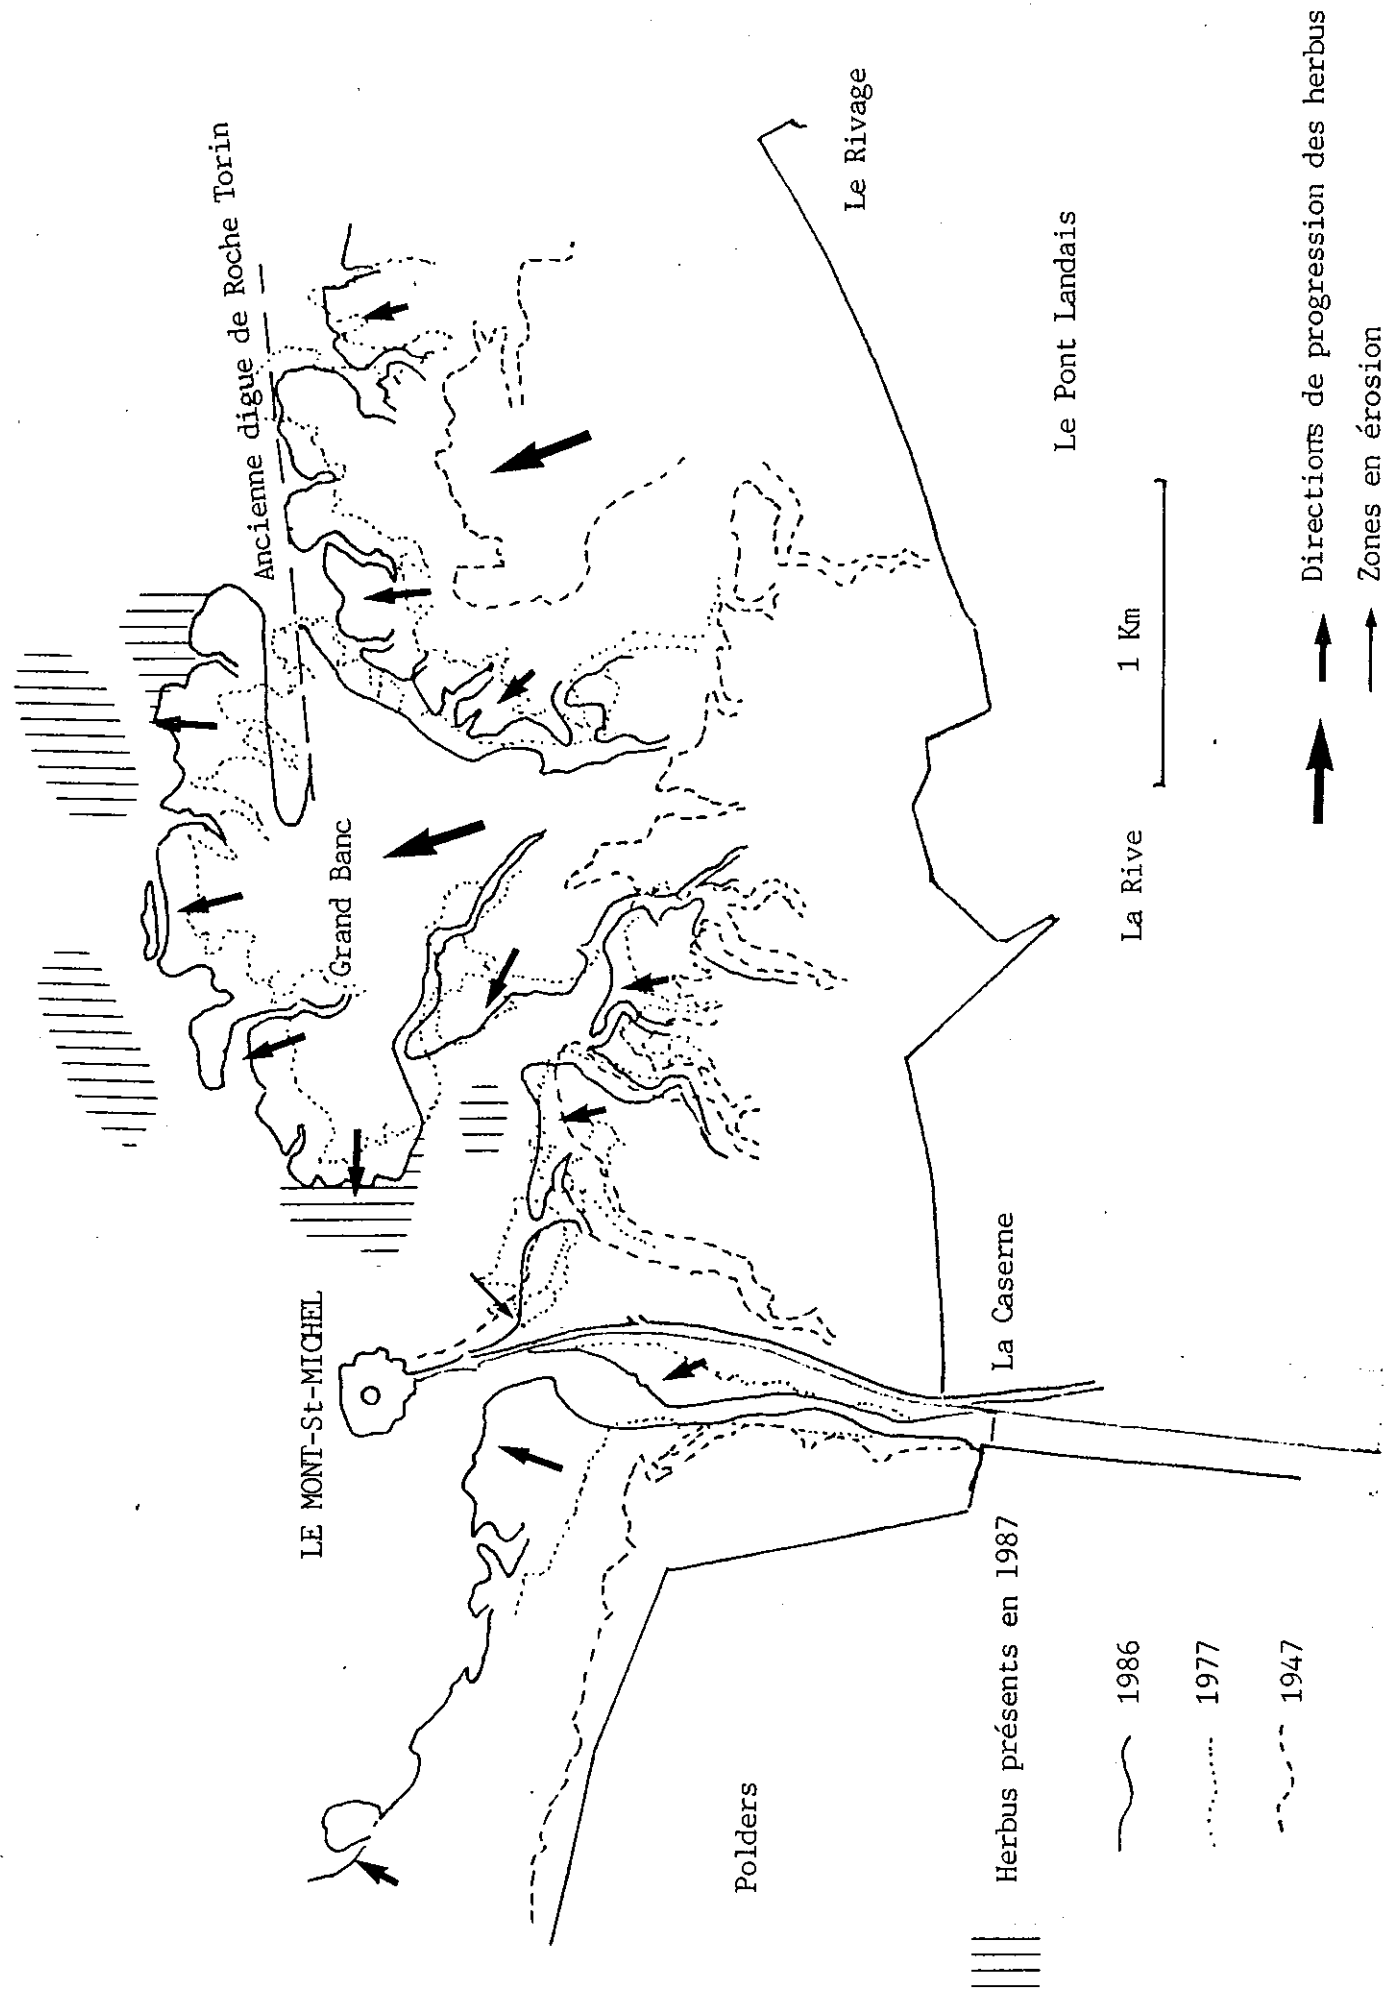 Ancienne digue de Roche Torin
LE MONT-St-MICHEL
Grand Banc
Le Rivage
Polders
La Caserne
La Rive
Le Pont Landais
1 Km
Herbus présents en 1987
1986
1977
1947
Directions de progression des herbus
Zones en érosion